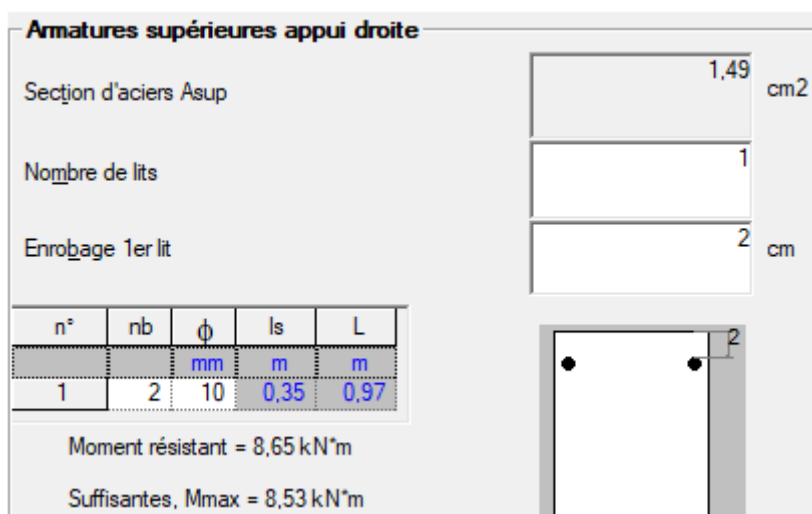 Armatures supérieures appui droite
Section d'aciers Asup 1,49 cm2
Nombre de lits 1
Enrobage 1er lit 2 cm
n° nb ϕ ls L
mm m m
1 2 10 0,35 0,97
2
Moment résistant = 8,65 kN*m
Suffisantes, Mmax = 8,53 kN*m